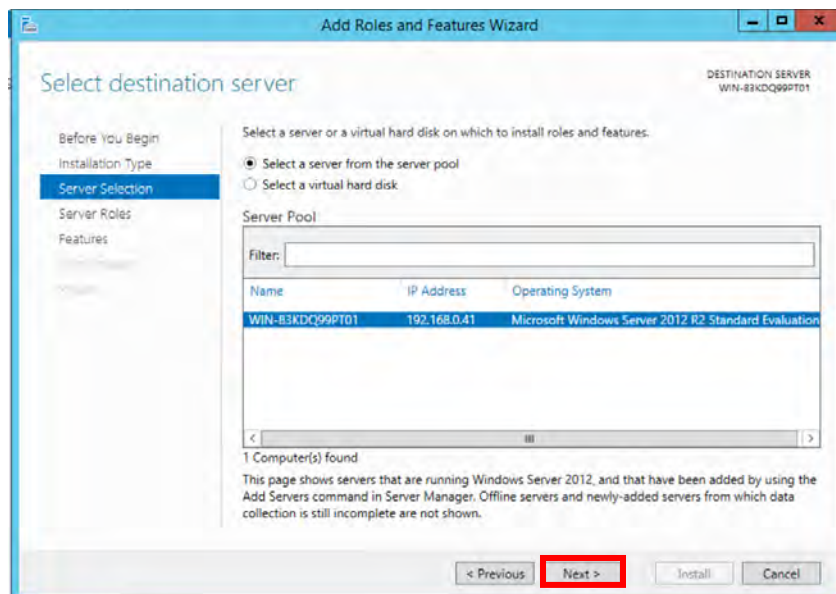 Add Roles and Features Wizard
Select destination server
DESTINATION SERVER
WIN-83KDQ99PT01
Before You Begin
Installation Type
Server Selection
Server Roles
Features
Select a server or a virtual hard disk on which to install roles and features.
Select a server from the server pool
Select a virtual hard disk
Server Pool
Filter:
Name IP Address Operating System
WIN-83KDQ99PT01 192.168.0.41 Microsoft Windows Server 2012 R2 Standard Evaluation
1 Computer(s) found
This page shows servers that are running Windows Server 2012, and that have been added by using the
Add Servers command in Server Manager. Offline servers and newly-added servers from which data
collection is still incomplete are not shown.
< Previous Next > Install Cancel